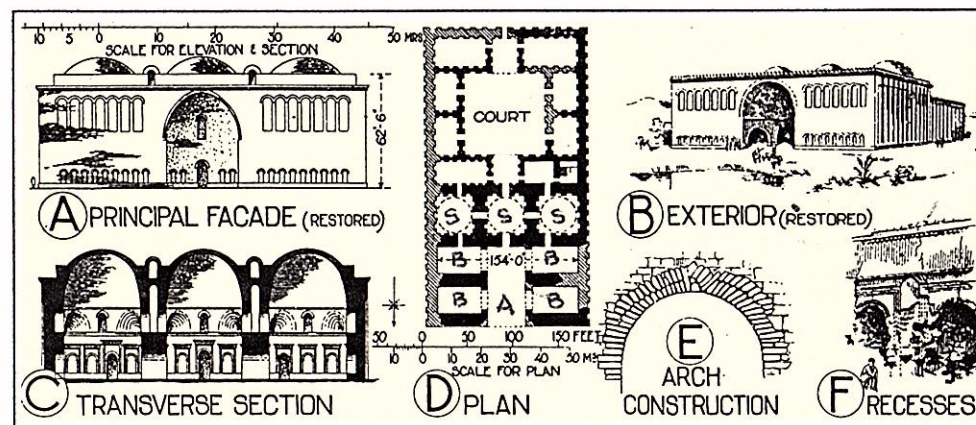 10 5 0 10 20 30 40 50 MRS.
SCALE FOR ELEVATION & SECTION
62'-6"
A PRINCIPAL FACADE (RESTORED)
COURT
S S S
B 154'-0" B
B A B
B EXTERIOR (RESTORED)
C TRANSVERSE SECTION
50 0 50 100 150 FEET
10 0 10 20 30 40 50 MRS
SCALE FOR PLAN
D PLAN
E
ARCH
CONSTRUCTION
F RECESSES